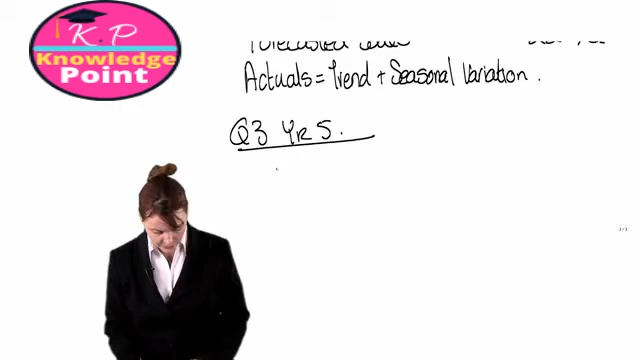 K P
Knowledge
Point
Actuals = Trend + Seasonal Variation.
Q3 Yr 5.